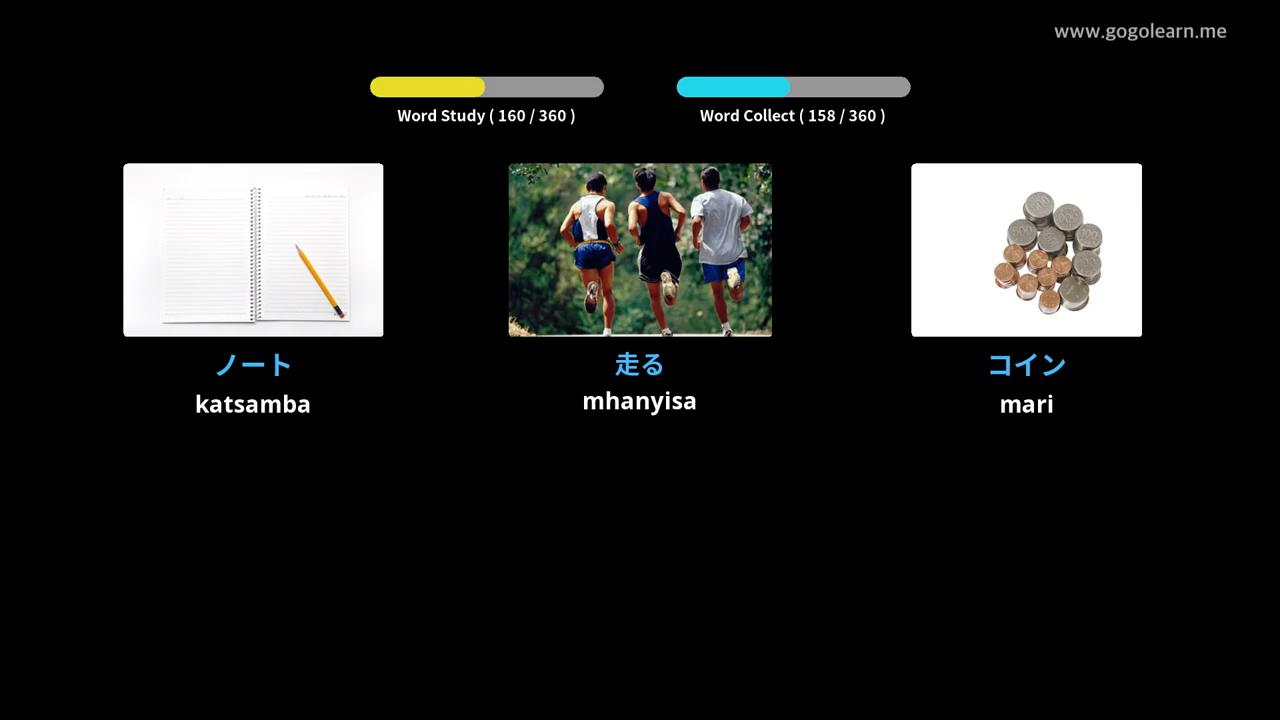 www.gogolearn.me
Word Study ( 160 / 360 )
Word Collect ( 158 / 360 )
ノート
katsamba
走る
mhanyisa
コイン
mari